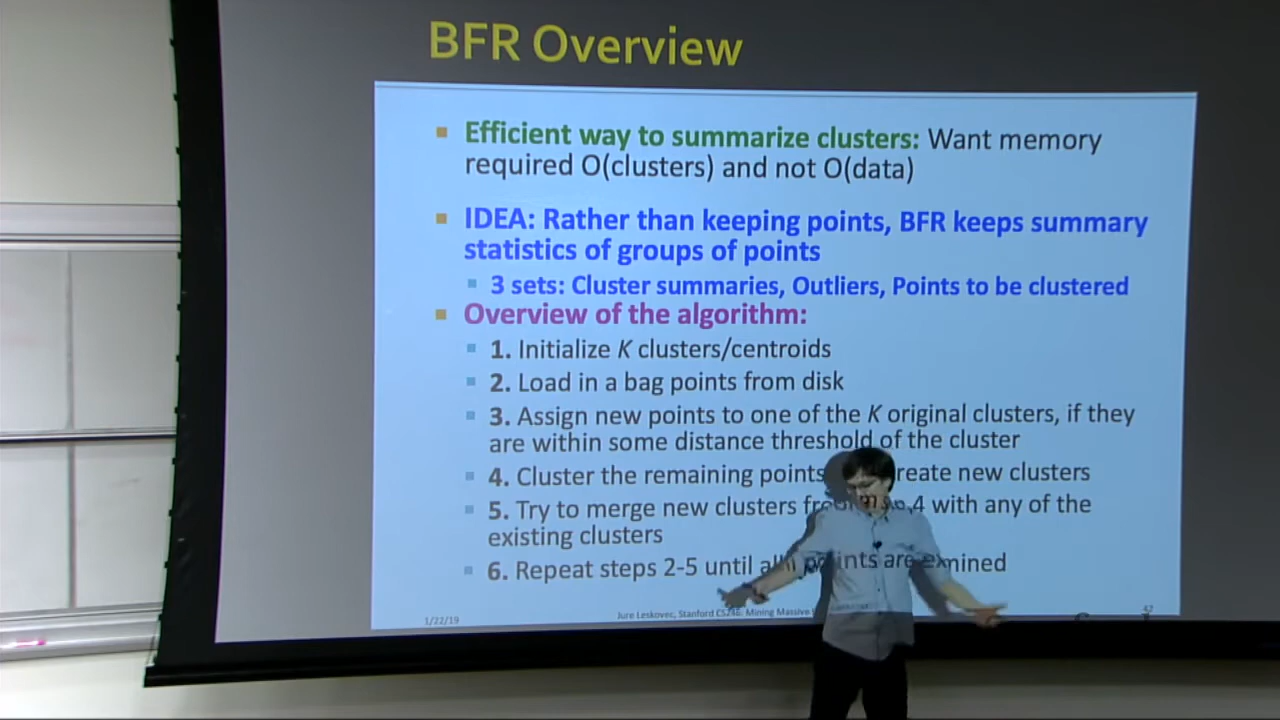 BFR Overview
Efficient way to summarize clusters: Want memory
required O(clusters) and not O(data)
IDEA: Rather than keeping points, BFR keeps summary
statistics of groups of points
3 sets: Cluster summaries, Outliers, Points to be clustered
Overview of the algorithm:
1. Initialize K clusters/centroids
2. Load in a bag points from disk
3. Assign new points to one of the K original clusters, if they
are within some distance threshold of the cluster
4. Cluster the remaining points create new clusters
5. Try to merge new clusters 4 with any of the
existing clusters
6. Repeat steps 2-5 until points are exmined
1/22/19
Jure Leskovec, Stanford CS246: Mining Massive
42